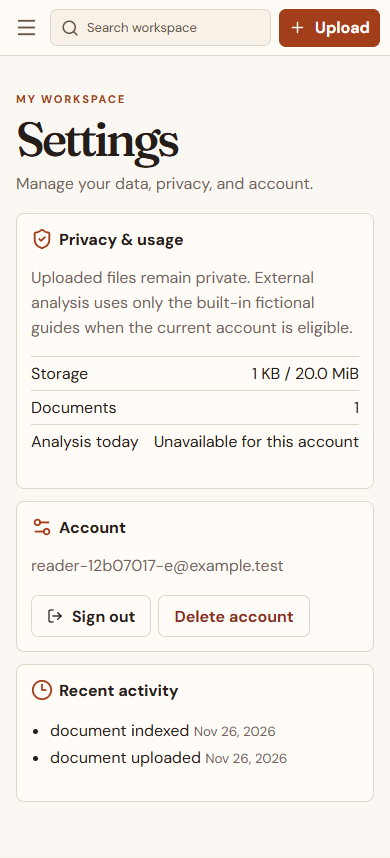 Search workspace
Upload
MY WORKSPACE
Settings
Manage your data, privacy, and account.
Privacy & usage
Uploaded files remain private. External
analysis uses only the built-in fictional
guides when the current account is eligible.
Storage 1 KB / 20.0 MiB
Documents 1
Analysis today Unavailable for this account
Account
reader-12b07017-e@example.test
Sign out Delete account
Recent activity
document indexed Nov 26, 2026
document uploaded Nov 26, 2026